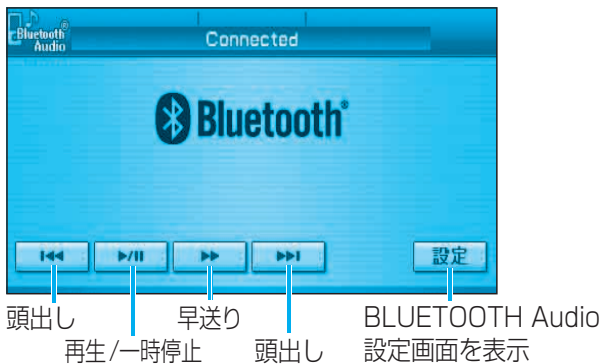 Bluetooth®
Audio
Connected
Bluetooth®
設定
頭出し
再生/一時停止
早送り
頭出し
BLUETOOTH Audio
設定画面を表示